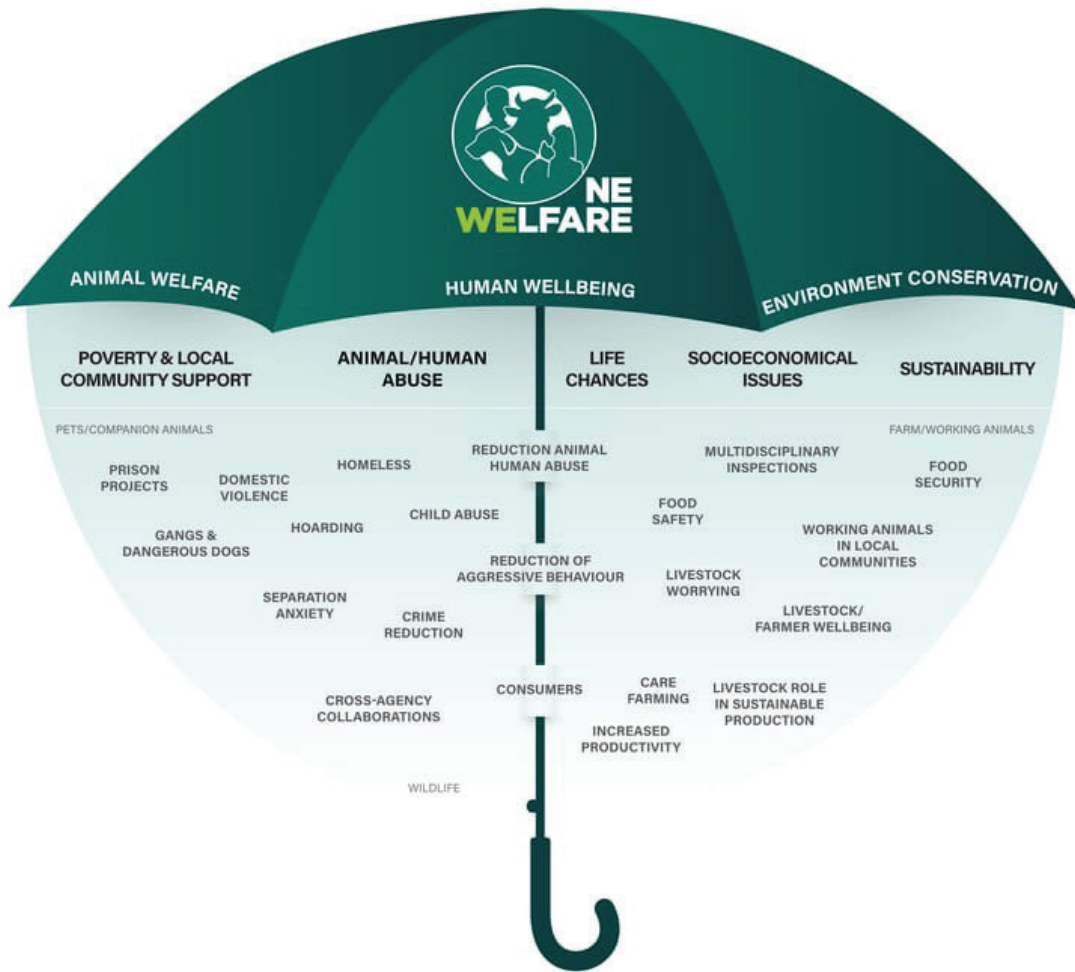 ONE
WELFARE
ANIMAL WELFARE
HUMAN WELLBEING
ENVIRONMENT CONSERVATION
POVERTY & LOCAL
COMMUNITY SUPPORT
ANIMAL/HUMAN
ABUSE
LIFE
CHANCES
SOCIOECONOMICAL
ISSUES
SUSTAINABILITY
PETS/COMPANION ANIMALS
FARM/WORKING ANIMALS
PRISON
PROJECTS
DOMESTIC
VIOLENCE
HOMELESS
REDUCTION ANIMAL
HUMAN ABUSE
MULTIDISCIPLINARY
INSPECTIONS
FOOD
SECURITY
GANGS &
DANGEROUS DOGS
HOARDING
CHILD ABUSE
FOOD
SAFETY
WORKING ANIMALS
IN LOCAL
COMMUNITIES
REDUCTION OF
AGGRESSIVE BEHAVIOUR
LIVESTOCK
WORRYING
SEPARATION
ANXIETY
CRIME
REDUCTION
LIVESTOCK/
FARMER WELLBEING
CROSS-AGENCY
COLLABORATIONS
CONSUMERS
CARE
FARMING
LIVESTOCK ROLE
IN SUSTAINABLE
PRODUCTION
INCREASED
PRODUCTIVITY
WILDLIFE